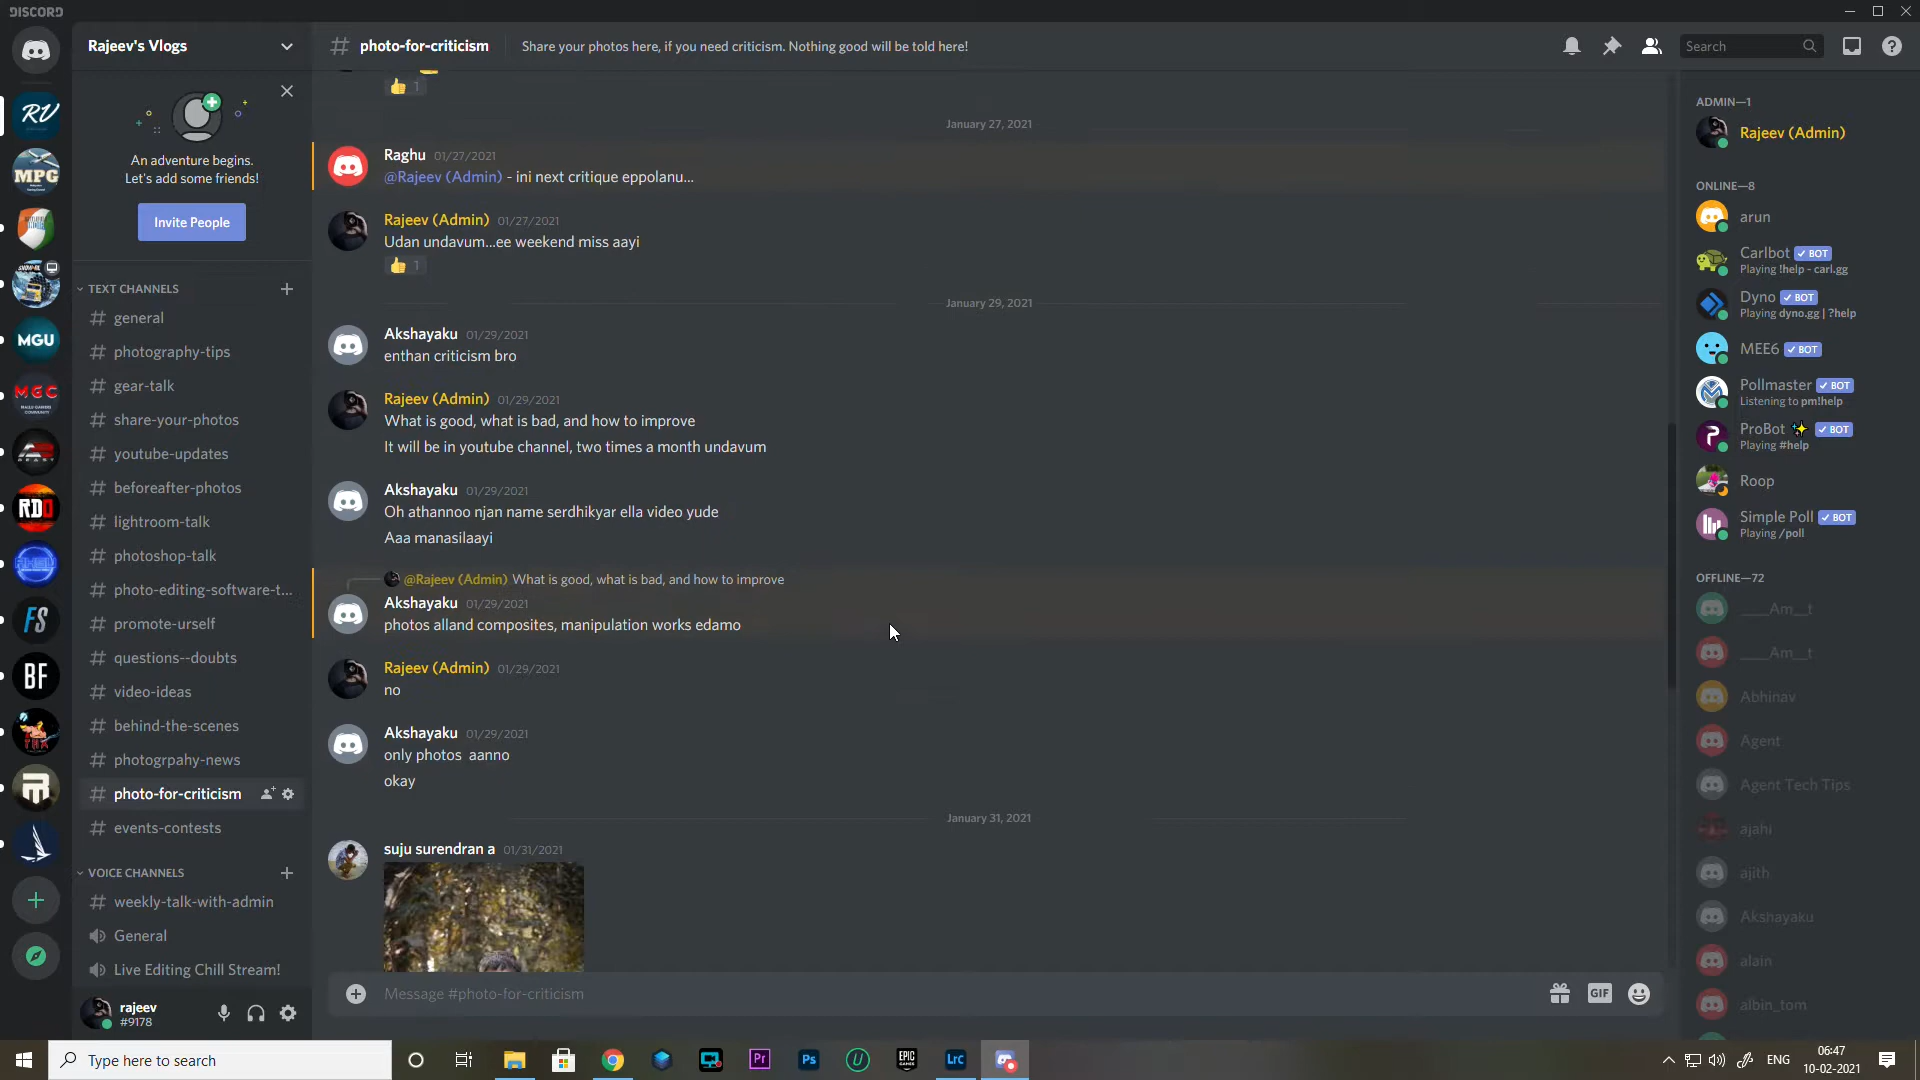 DISCORD
Rajeev's Vlogs
photo-for-criticism
Share your photos here, if you need criticism. Nothing good will be told here!
Search
An adventure begins.
Let's add some friends!
Invite People
TEXT CHANNELS
general
photography-tips
gear-talk
share-your-photos
youtube-updates
beforeafter-photos
lightroom-talk
photoshop-talk
photo-editing-software-t...
promote-urself
questions--doubts
video-ideas
behind-the-scenes
photogrpahy-news
photo-for-criticism
events-contests
VOICE CHANNELS
weekly-talk-with-admin
General
Live Editing Chill Stream!
rajeev
#9178
RV
MPG
MGU
MGC
RDO
FS
BF
1
January 27, 2021
Raghu 01/27/2021
@Rajeev (Admin) - ini next critique eppolanu...
Rajeev (Admin) 01/27/2021
Udan undavum...ee weekend miss aayi
1
January 29, 2021
Akshayaku 01/29/2021
enthan criticism bro
Rajeev (Admin) 01/29/2021
What is good, what is bad, and how to improve
It will be in youtube channel, two times a month undavum
Akshayaku 01/29/2021
Oh athannoo njan name serdhikyar ella video yude
Aaa manasilaayi
@Rajeev (Admin) What is good, what is bad, and how to improve
Akshayaku 01/29/2021
photos alland composites, manipulation works edamo
Rajeev (Admin) 01/29/2021
no
Akshayaku 01/29/2021
only photos aanno
okay
January 31, 2021
suju surendran a 01/31/2021
Message #photo-for-criticism
GIF
ADMIN—1
Rajeev (Admin)
ONLINE—8
arun
Carlbot BOT
Playing !help - carl.gg
Dyno BOT
Playing dyno.gg | ?help
MEE6 BOT
Pollmaster BOT
Listening to pm!help
ProBot BOT
Playing #help
Roop
Simple Poll BOT
Playing /poll
OFFLINE—72
____Am__t
____Am__t
Abhinav
Agent
Agent Tech Tips
ajahi
ajith
Akshayaku
alain
albin_tom
Type here to search
Pr
Ps
EPIC GAMES
Lrc
ENG
06:47
10-02-2021